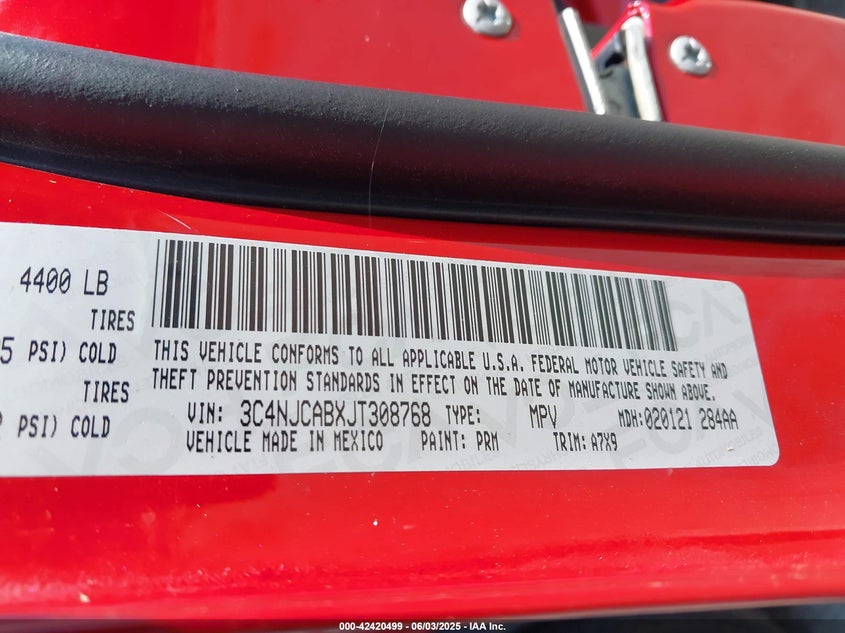 4400 LB
TIRES
5 PSI) COLD
TIRES
PSI) COLD
THIS VEHICLE CONFORMS TO ALL APPLICABLE U.S.A. FEDERAL MOTOR VEHICLE SAFETY AND
THEFT PREVENTION STANDARDS IN EFFECT ON THE DATE OF MANUFACTURE SHOWN ABOVE.
VIN: 3C4NJCABXJT308768 TYPE: MPV MDH:020121 284AA
VEHICLE MADE IN MEXICO PAINT: PRM TRIM: A7X9
000-42420499 - 06/03/2025 - IAA Inc.